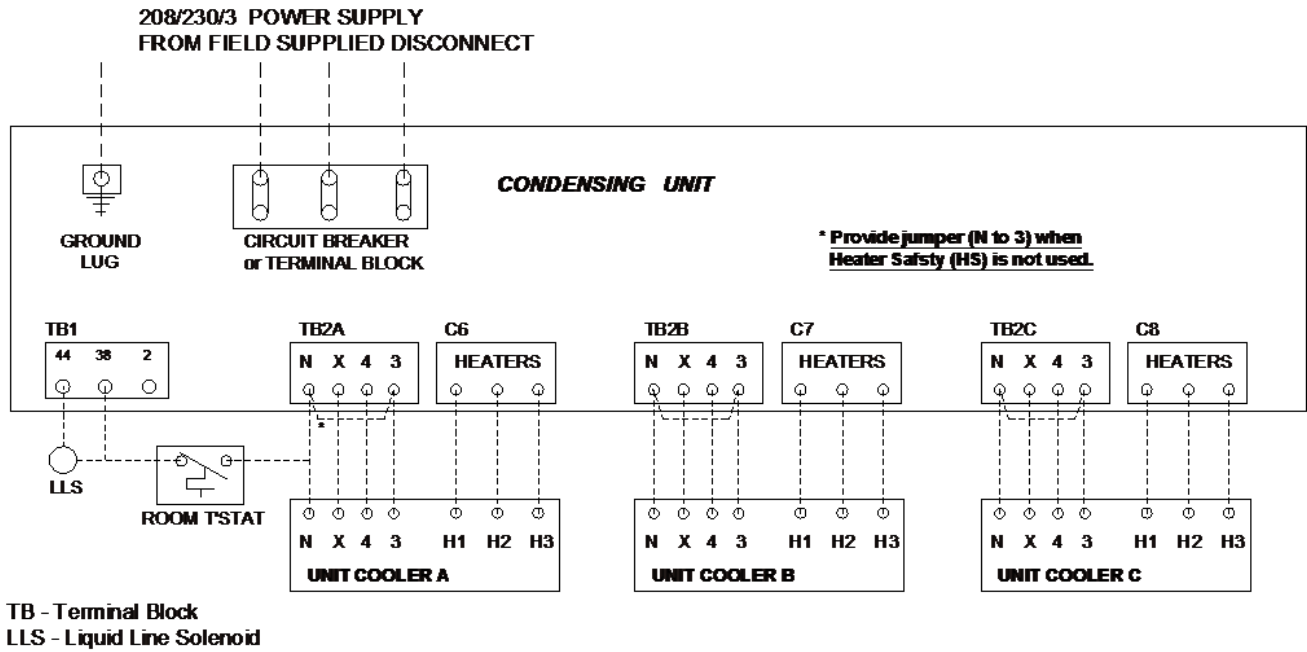 208/230/3 POWER SUPPLY
FROM FIELD SUPPLIED DISCONNECT
CONDENSING UNIT
GROUND
LUG
CIRCUIT BREAKER
or TERMINAL BLOCK
* Provide jumper (N to 3) when
Heater Safsty (HS) is not used.
TB1
44 38 2
TB2A
N X 4 3
C6
HEATERS
TB2B
N X 4 3
C7
HEATERS
TB2C
N X 4 3
C8
HEATERS
*
LLS
ROOM T'STAT
N X 4 3 H1 H2 H3
UNIT COOLER A
N X 4 3 H1 H2 H3
UNIT COOLER B
N X 4 3 H1 H2 H3
UNIT COOLER C
TB - Terminal Block
LLS - Liquid Line Solenoid